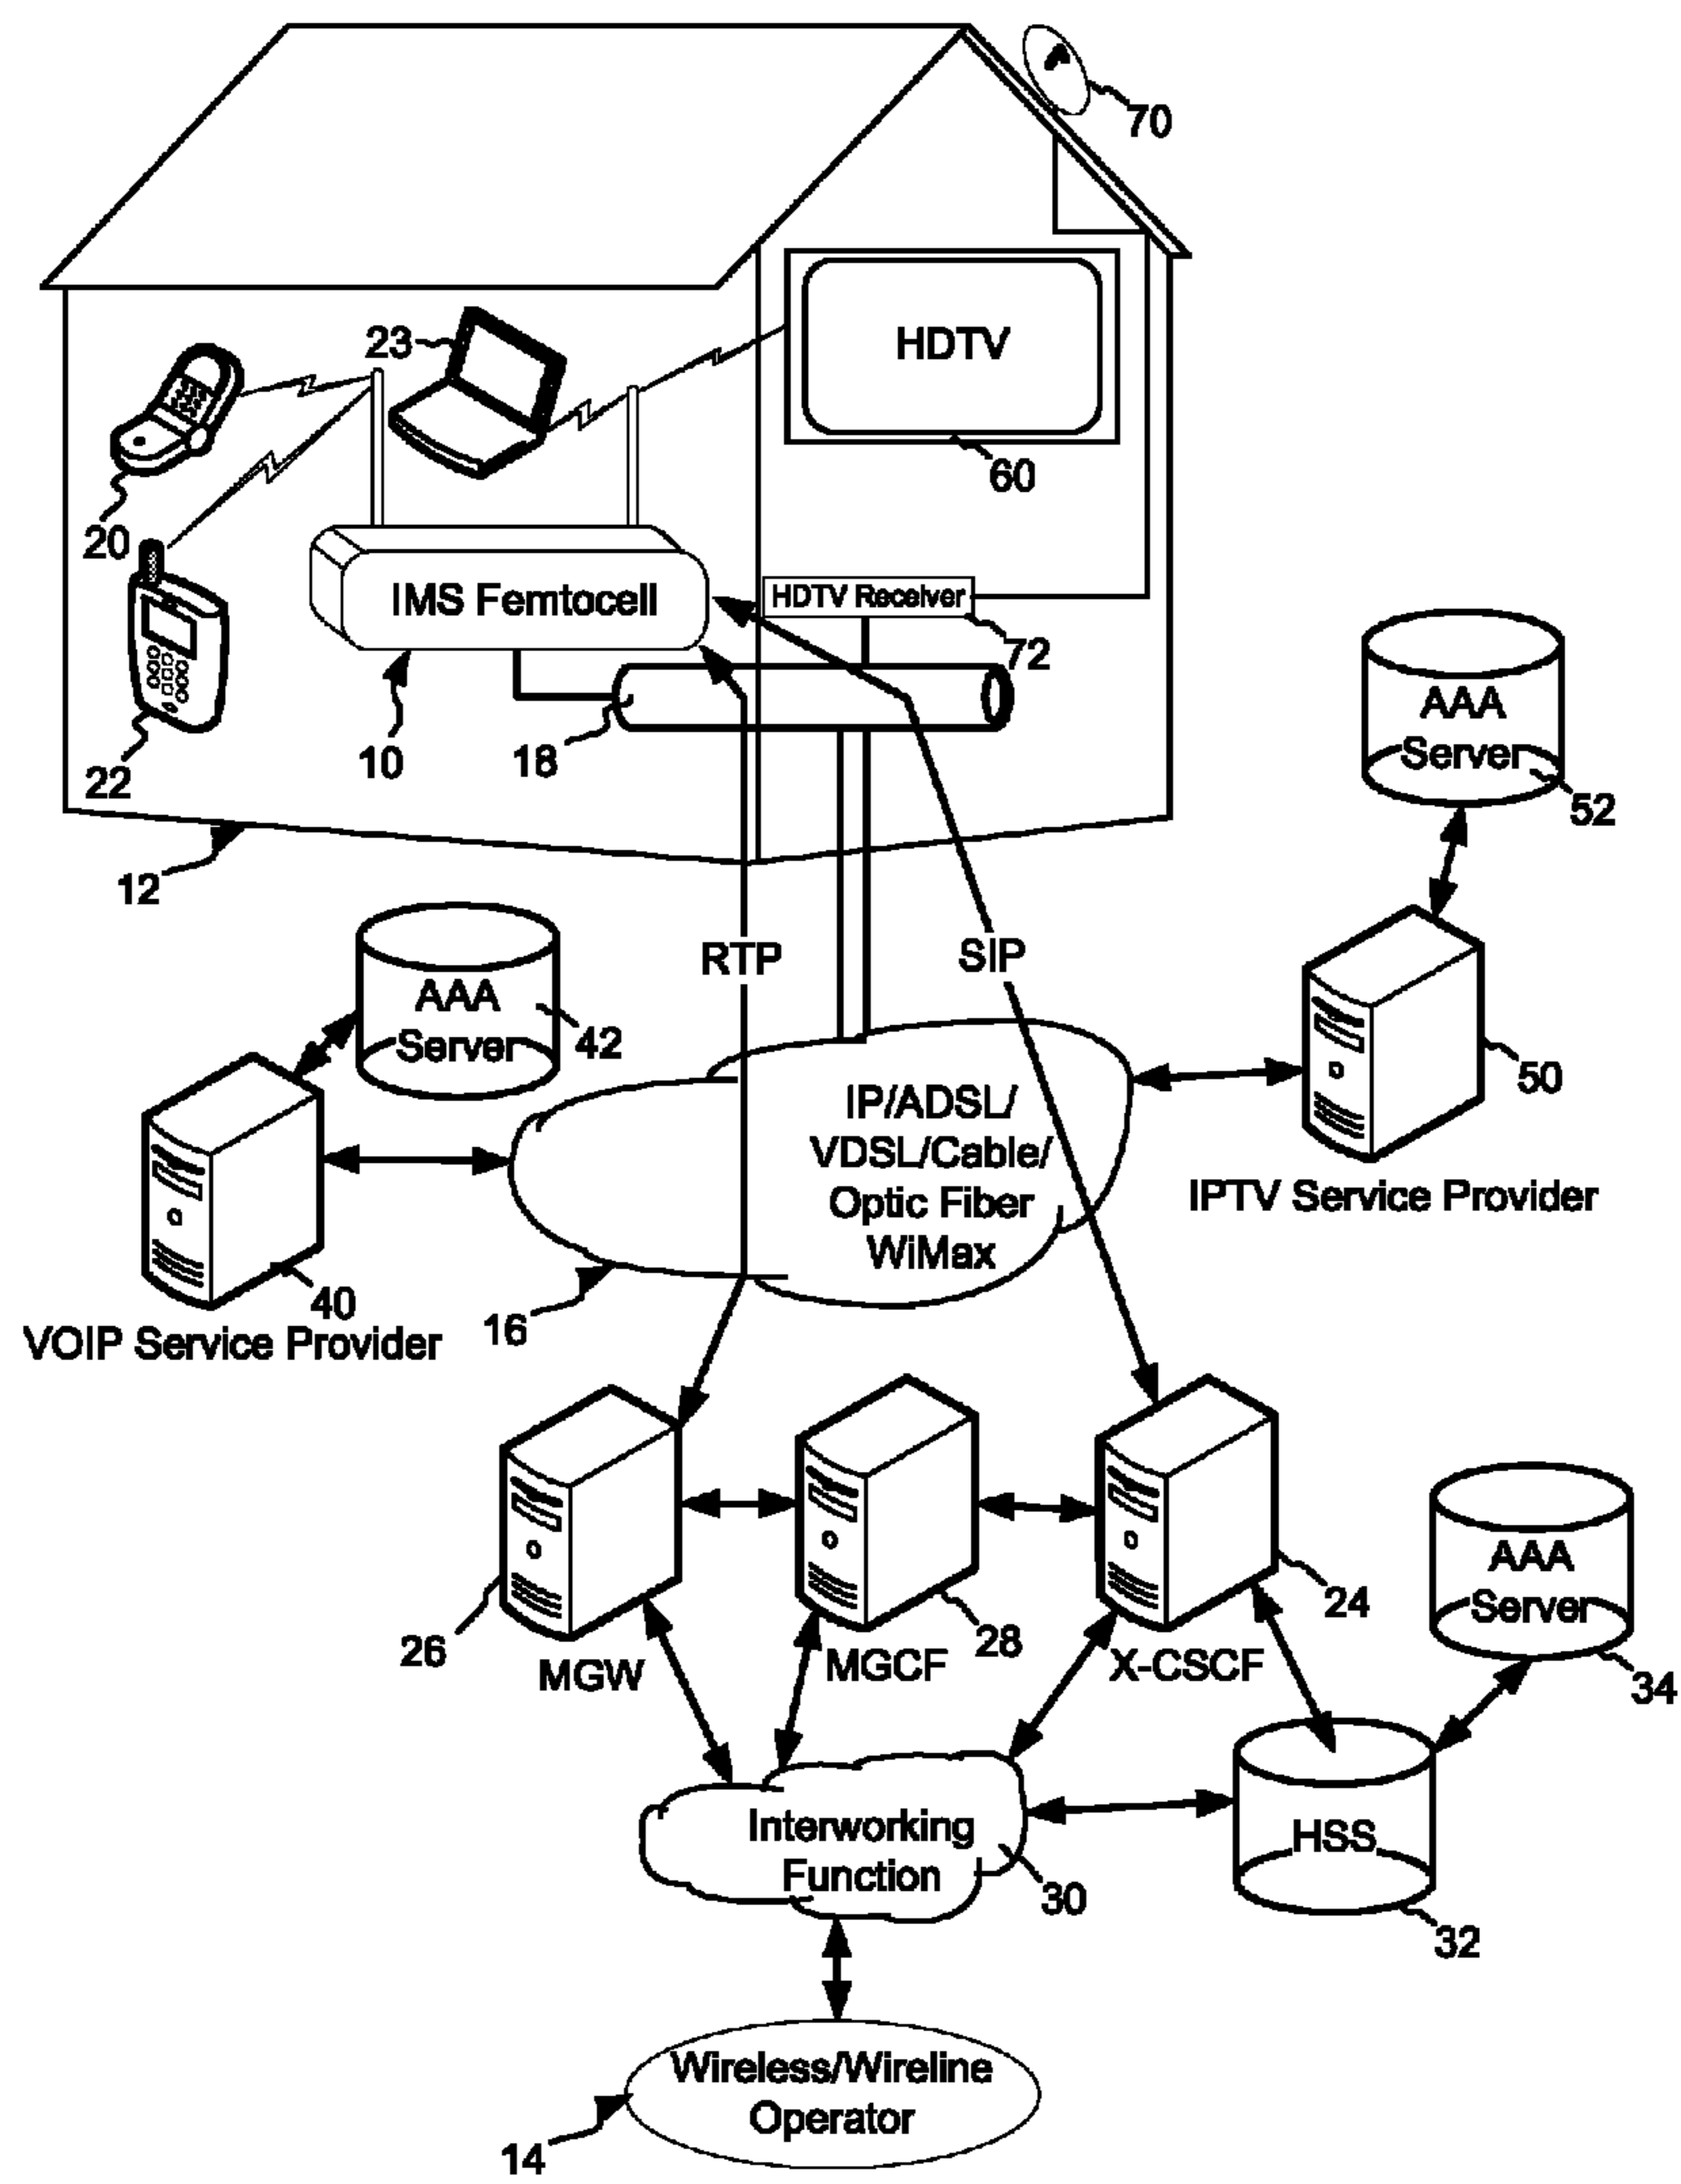 70
23
HDTV
60
20
IMS Femtocell
HDTV Receiver
72
10
18
22
12
AAA
Server
52
RTP
SIP
AAA
Server
42
50
IPTV Service Provider
IP/ADSL/
VDSL/Cable/
Optic Fiber
WiMax
40
VOIP Service Provider
16
26
MGW
28
MGCF
24
X-CSCF
AAA
Server
34
Interworking
Function
30
HSS
32
Wireless/Wireline
Operator
14